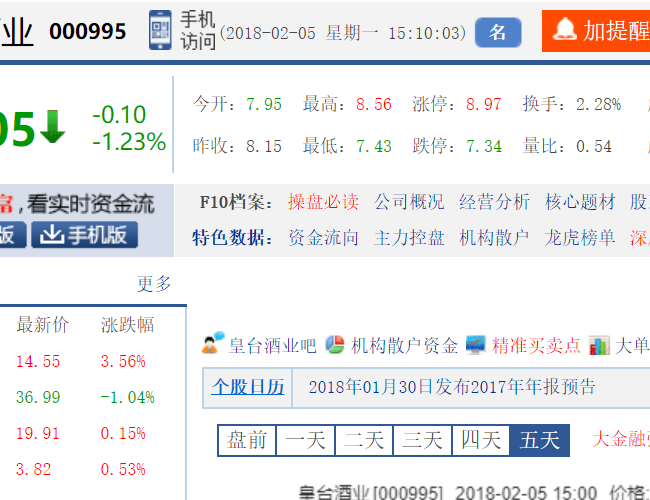 业 000995 手机访问 (2018-02-05 星期一 15:10:03) 名 加提醒
今开：7.95 最高：8.56 涨停：8.97 换手：2.28%
05 -0.10
-1.23%
昨收：8.15 最低：7.43 跌停：7.34 量比：0.54
富,看实时资金流
版 手机版
F10档案： 操盘必读 公司概况 经营分析 核心题材 股
特色数据： 资金流向 主力控盘 机构散户 龙虎榜单 深
更多
最新价 涨跌幅
14.55 3.56%
36.99 -1.04%
19.91 0.15%
3.82 0.53%
皇台酒业吧 机构散户资金 精准买卖点 大单
个股日历 2018年01月30日发布2017年年报预告
盘前 一天 二天 三天 四天 五天 大金融
皇台酒业[000995] 2018-02-05 15:00 价格: